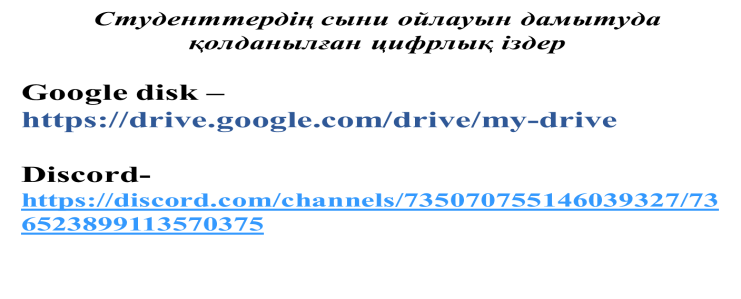 Студенттердің сыни ойлауын дамытуда
қолданылған цифрлық іздер
Google disk –
https://drive.google.com/drive/my-drive
Discord-
https://discord.com/channels/735070755146039327/73
6523899113570375